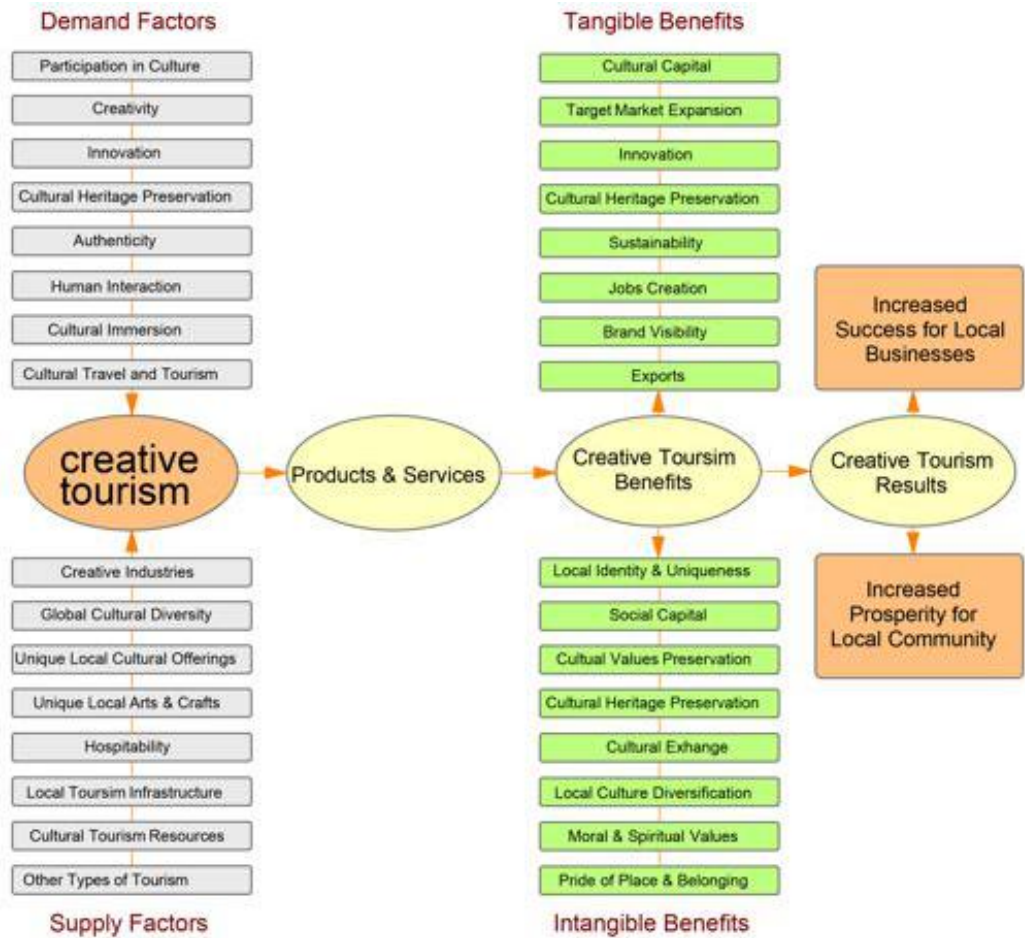 Demand Factors
Participation in Culture
Creativity
Innovation
Cultural Heritage Preservation
Authenticity
Human Interaction
Cultural Immersion
Cultural Travel and Tourism
creative
tourism
Creative Industries
Global Cultural Diversity
Unique Local Cultural Offerings
Unique Local Arts & Crafts
Hospitability
Local Toursim Infrastructure
Cultural Tourism Resources
Other Types of Tourism
Supply Factors
Products & Services
Tangible Benefits
Cultural Capital
Target Market Expansion
Innovation
Cultural Heritage Preservation
Sustainability
Jobs Creation
Brand Visibility
Exports
Creative Toursim
Benefits
Local Identity & Uniqueness
Social Capital
Cultual Values Preservation
Cultural Heritage Preservation
Cultural Exhange
Local Culture Diversification
Moral & Spiritual Values
Pride of Place & Belonging
Intangible Benefits
Increased
Success for Local
Businesses
Creative Tourism
Results
Increased
Prosperity for
Local Community